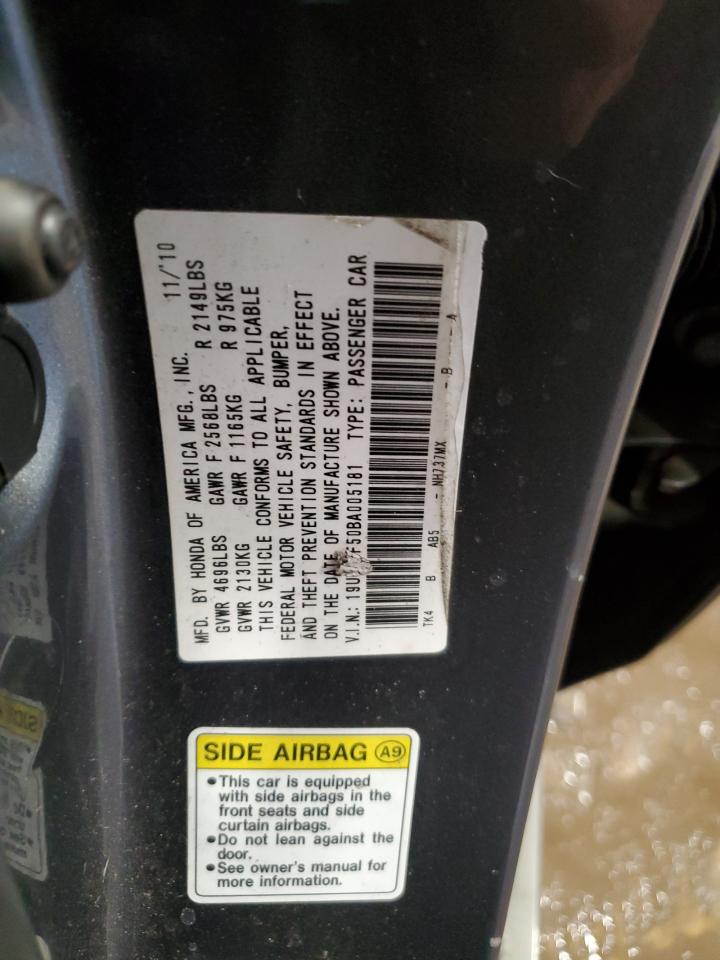 MFD. BY HONDA OF AMERICA MFG., INC. 11/'10
GVWR 4696LBS GAWR F 2568LBS R 2149LBS
GVWR 2130KG GAWR F 1165KG R 975KG
THIS VEHICLE CONFORMS TO ALL APPLICABLE
FEDERAL MOTOR VEHICLE SAFETY, BUMPER,
AND THEFT PREVENTION STANDARDS IN EFFECT
ON THE DATE OF MANUFACTURE SHOWN ABOVE.
V.I.N.: TYPE: PASSENGER CAR
TK4 B AB5 - NH737MX - B - A
SIDE AIRBAG A9
•This car is equipped
with side airbags in the
front seats and side
curtain airbags.
•Do not lean against the
door.
•See owner's manual for
more information.